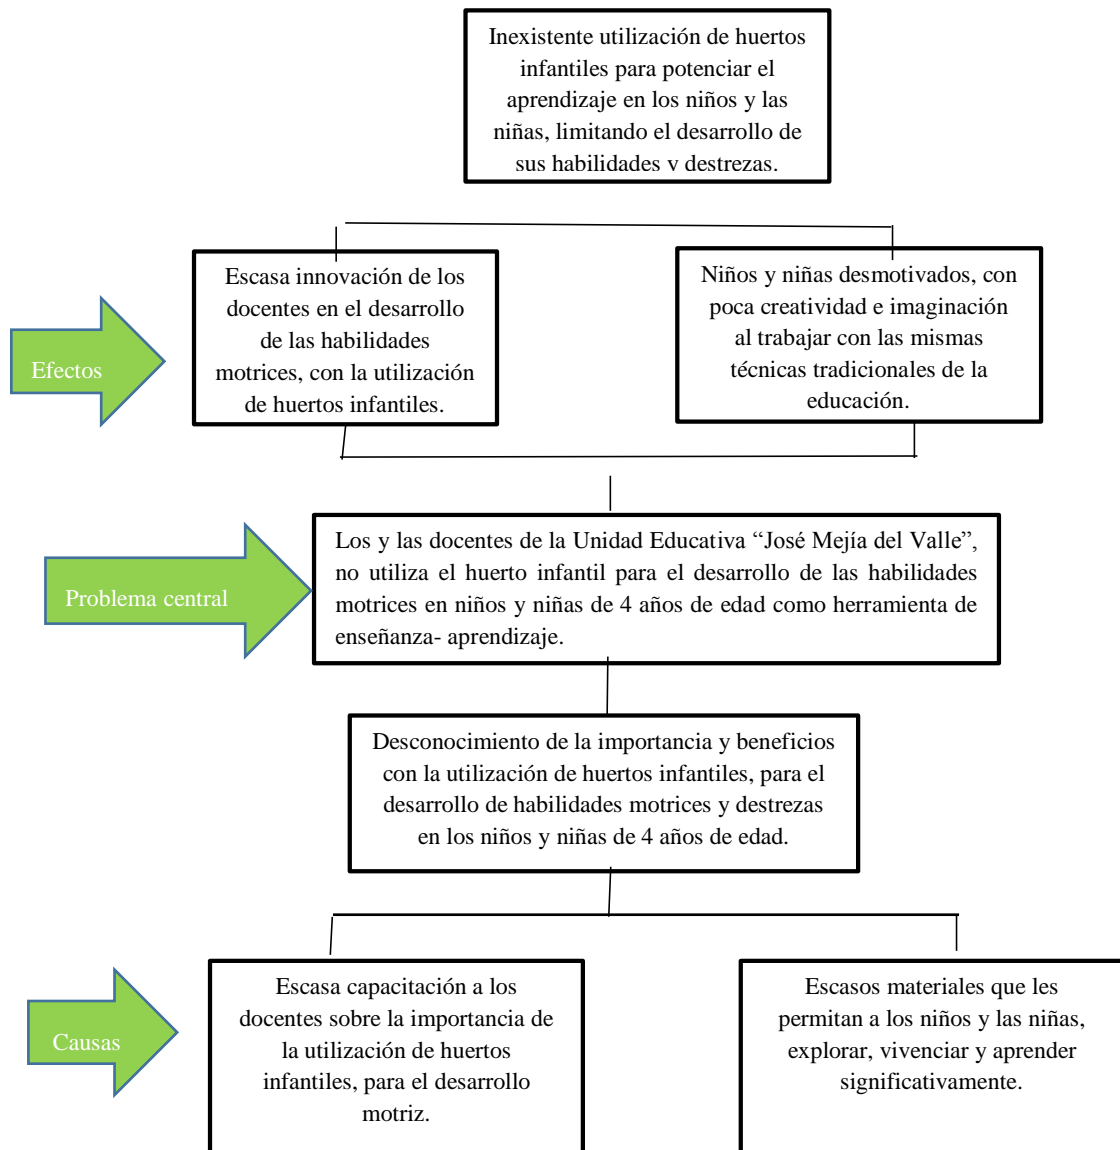 Inexistente utilización de huertos
infantiles para potenciar el
aprendizaje en los niños y las
niñas, limitando el desarrollo de
sus habilidades y destrezas.
Efectos
Escasa innovación de los
docentes en el desarrollo
de las habilidades
motrices, con la utilización
de huertos infantiles.
Niños y niñas desmotivados, con
poca creatividad e imaginación
al trabajar con las mismas
técnicas tradicionales de la
educación.
Problema central
Los y las docentes de la Unidad Educativa “José Mejía del Valle”,
no utiliza el huerto infantil para el desarrollo de las habilidades
motrices en niños y niñas de 4 años de edad como herramienta de
enseñanza- aprendizaje.
Desconocimiento de la importancia y beneficios
con la utilización de huertos infantiles, para el
desarrollo de habilidades motrices y destrezas
en los niños y niñas de 4 años de edad.
Causas
Escasa capacitación a los
docentes sobre la importancia de
la utilización de huertos
infantiles, para el desarrollo
motriz.
Escasos materiales que les
permitan a los niños y las niñas,
explorar, vivenciar y aprender
significativamente.